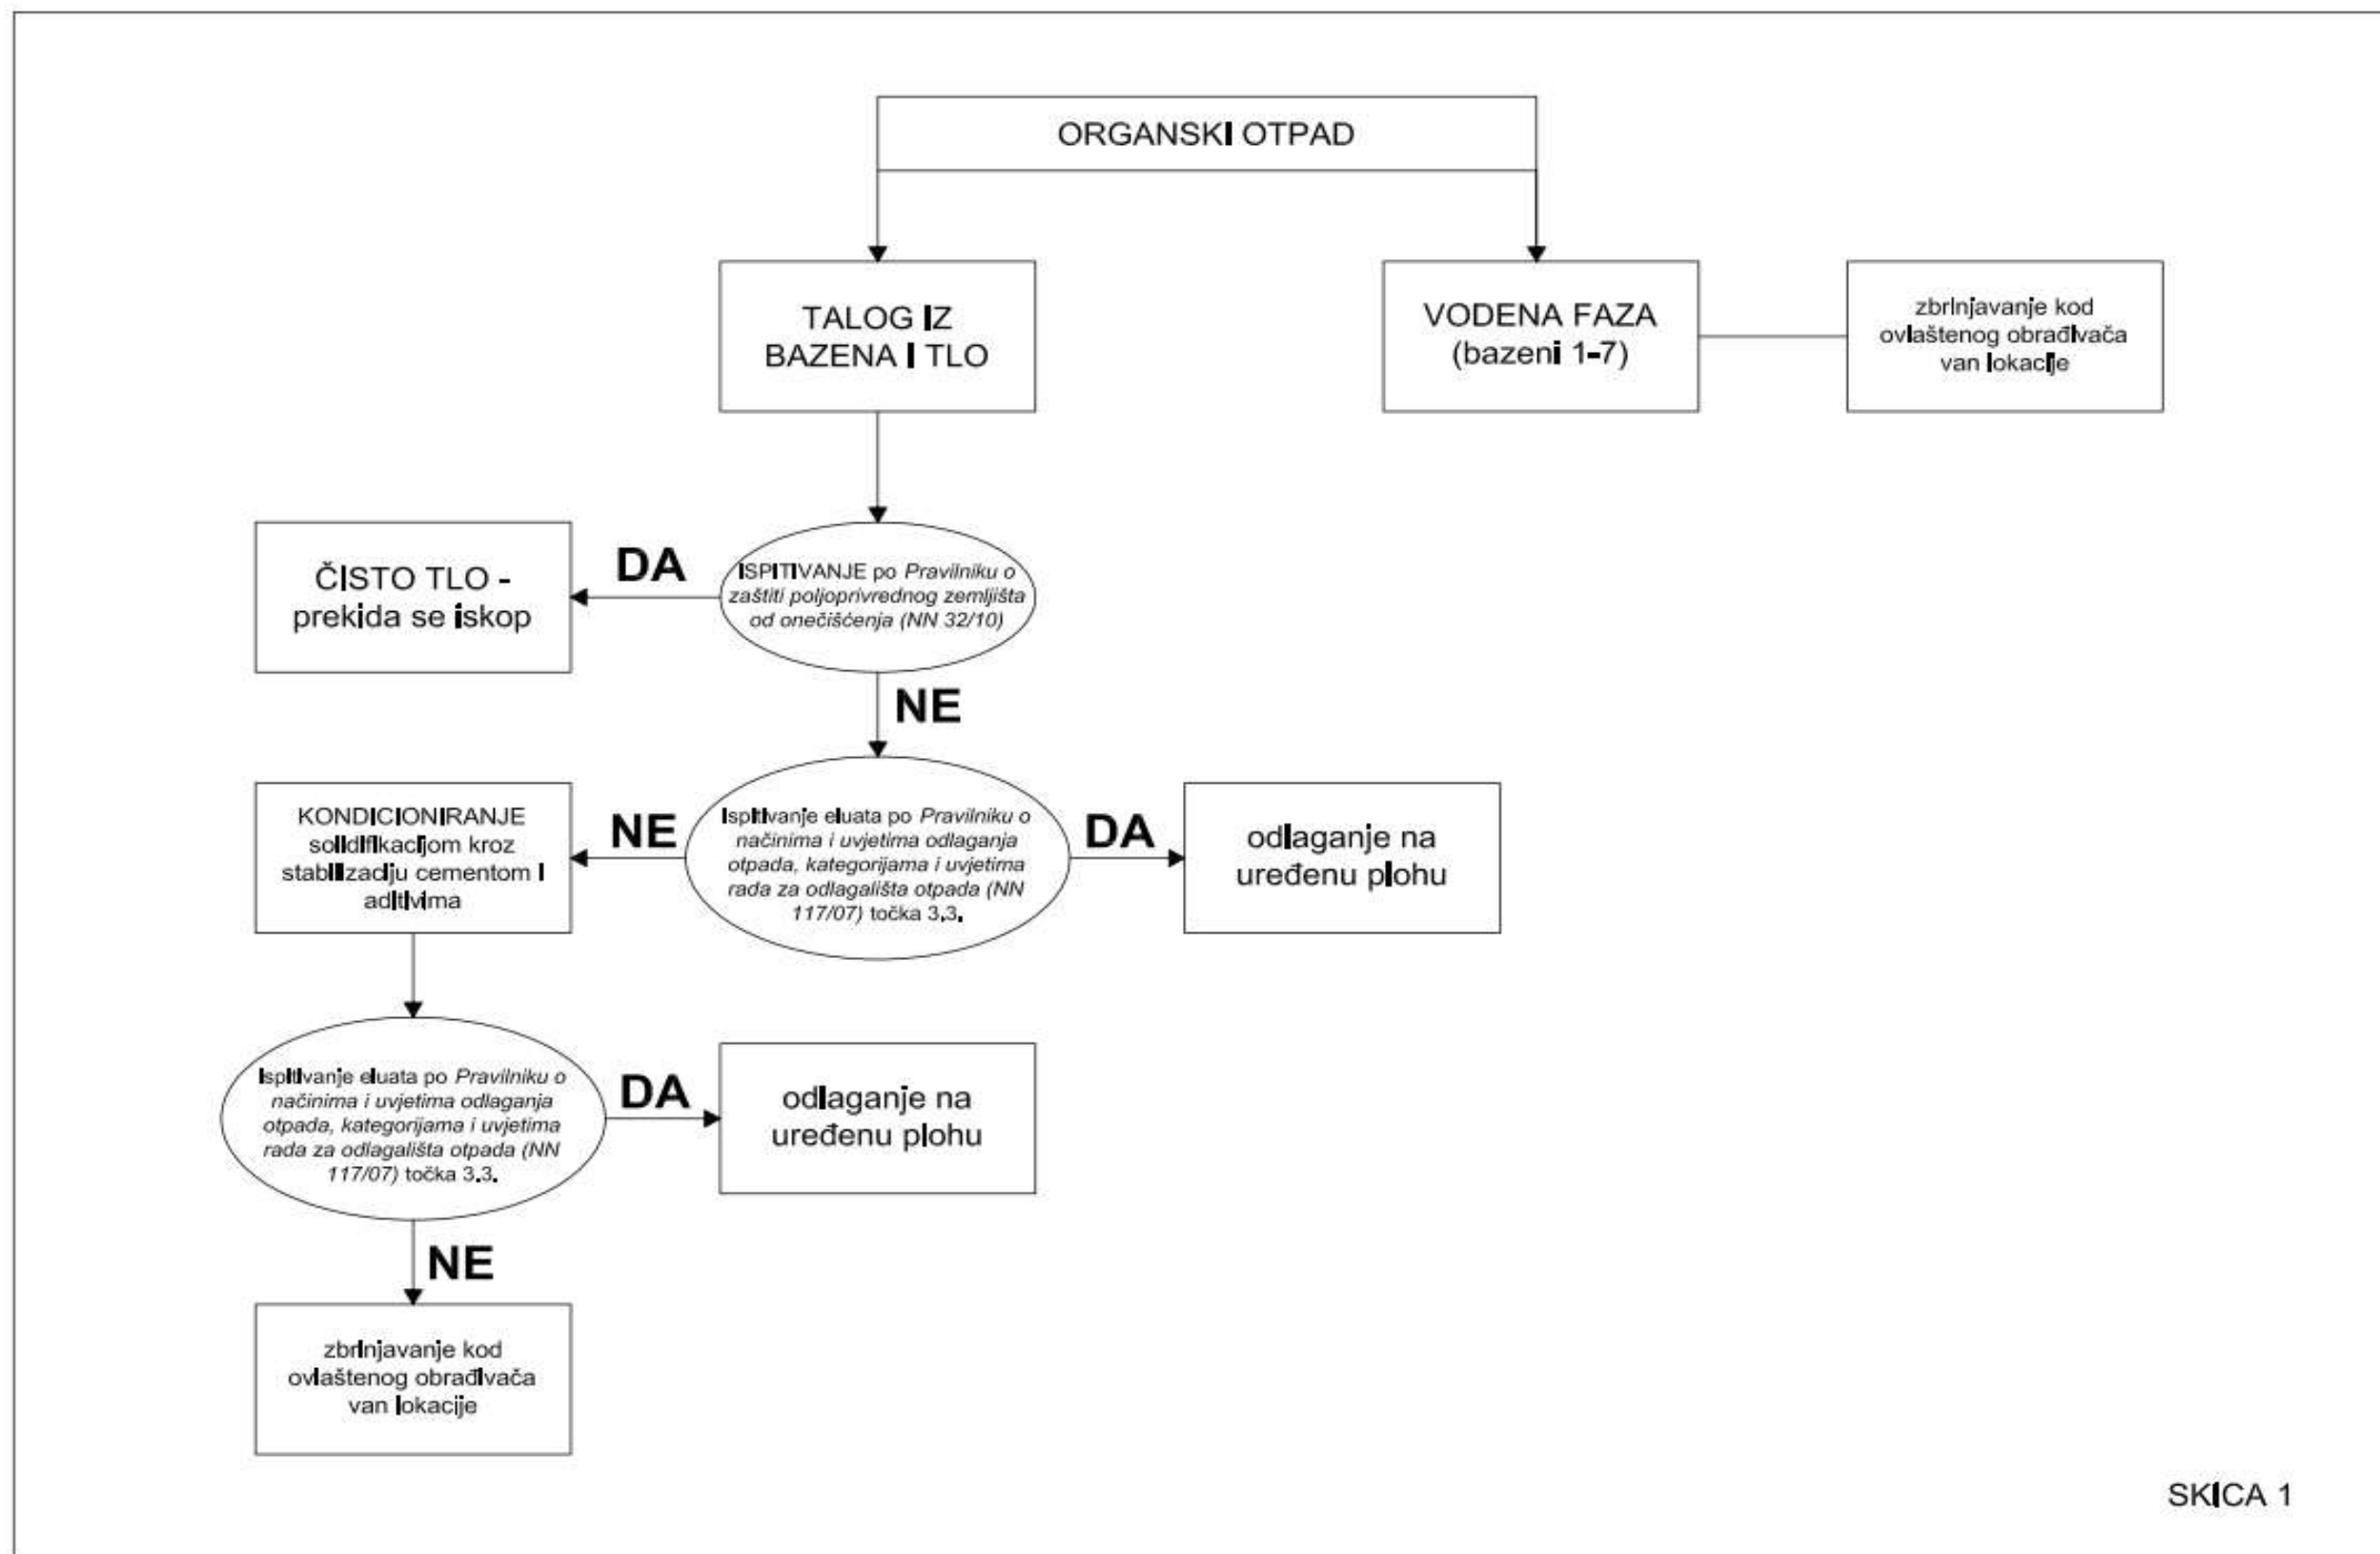 ORGANSKI OTPAD
TALOG IZ
BAZENA I TLO
VODENA FAZA
(bazeni 1-7)
zbrinjavanje kod
ovlaštenog obrađivača
van lokacije
ČISTO TLO -
prekida se iskop
DA
ISPITIVANJE po Pravilniku o
zaštiti poljoprivrednog zemljišta
od onečišćenja (NN 32/10)
NE
KONDICIONIRANJE
solidifikacijom kroz
stabilizaciju cementom i
aditivima
NE
Ispitivanje eluata po Pravilniku o
načinima i uvjetima odlaganja
otpada, kategorijama i uvjetima
rada za odlagališta otpada (NN
117/07) točka 3.3.
DA
odlaganje na
uređenu plohu
Ispitivanje eluata po Pravilniku o
načinima i uvjetima odlaganja
otpada, kategorijama i uvjetima
rada za odlagališta otpada (NN
117/07) točka 3.3.
DA
odlaganje na
uređenu plohu
NE
zbrinjavanje kod
ovlaštenog obrađivača
van lokacije
SKICA 1